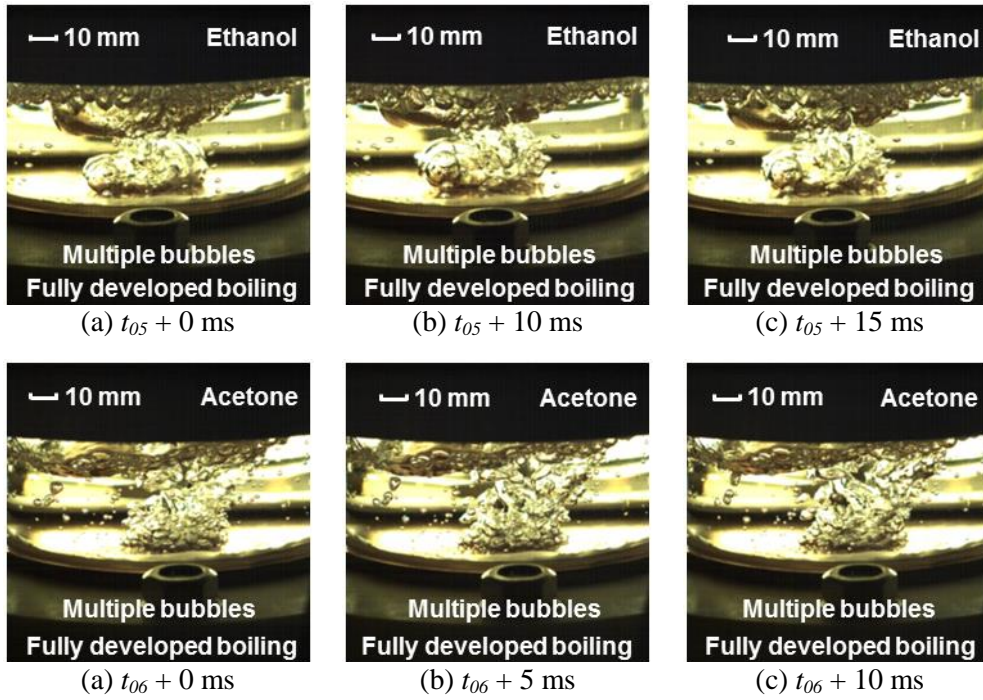 10 mm Ethanol
Multiple bubbles
Fully developed boiling
(a) t05 + 0 ms
10 mm Ethanol
Multiple bubbles
Fully developed boiling
(b) t05 + 10 ms
10 mm Ethanol
Multiple bubbles
Fully developed boiling
(c) t05 + 15 ms
10 mm Acetone
Multiple bubbles
Fully developed boiling
(a) t06 + 0 ms
10 mm Acetone
Multiple bubbles
Fully developed boiling
(b) t06 + 5 ms
10 mm Acetone
Multiple bubbles
Fully developed boiling
(c) t06 + 10 ms